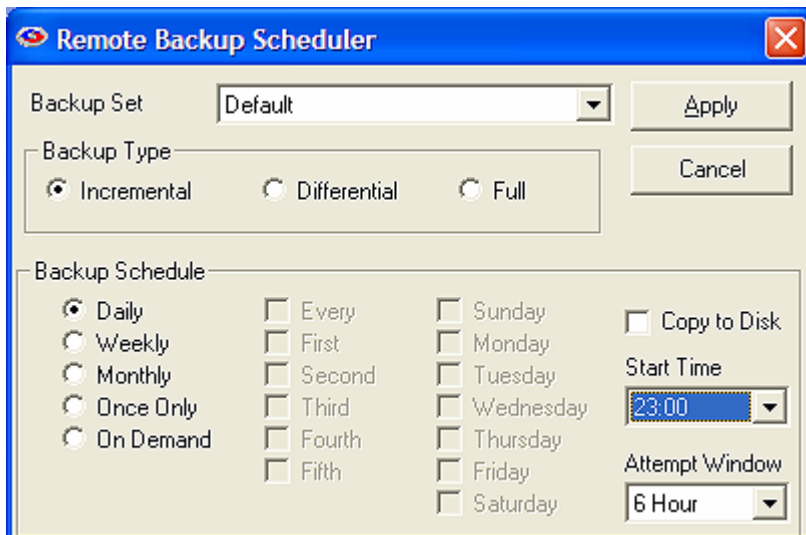 Remote Backup Scheduler
Backup Set
Default
Apply
Cancel
Backup Type
Incremental
Differential
Full
Backup Schedule
Daily
Weekly
Monthly
Once Only
On Demand
Every
First
Second
Third
Fourth
Fifth
Sunday
Monday
Tuesday
Wednesday
Thursday
Friday
Saturday
Copy to Disk
Start Time
23:00
Attempt Window
6 Hour